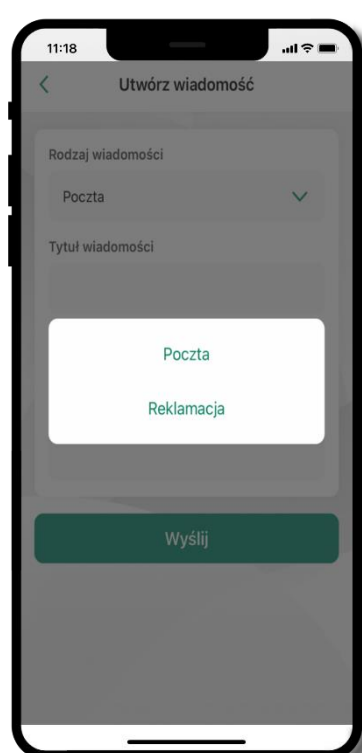 11:18
Utwórz wiadomość
Rodzaj wiadomości
Poczta
Tytuł wiadomości
Poczta
Reklamacja
Wyślij